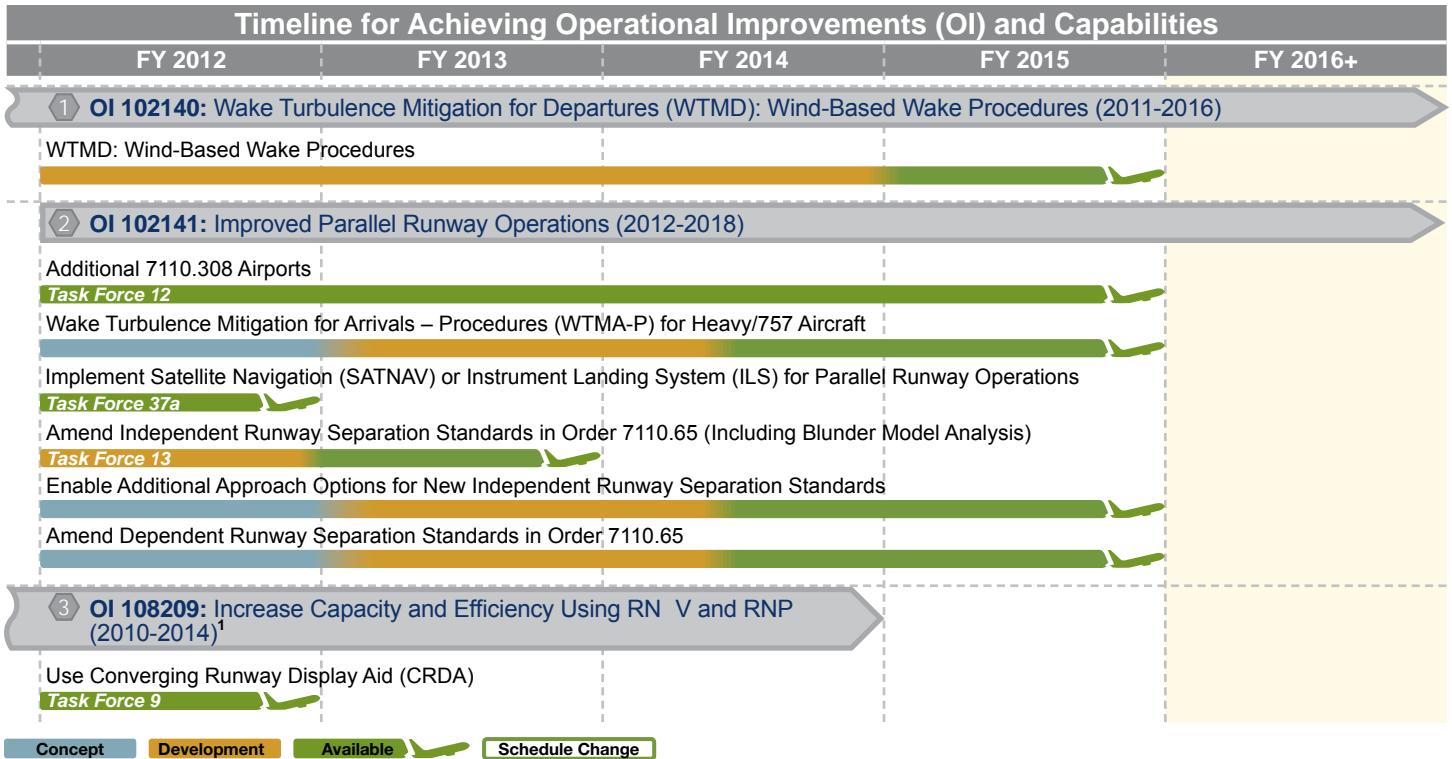 Timeline for Achieving Operational Improvements (OI) and Capabilities
FY 2012 FY 2013 FY 2014 FY 2015 FY 2016+
1 OI 102140: Wake Turbulence Mitigation for Departures (WTMD): Wind-Based Wake Procedures (2011-2016)
WTMD: Wind-Based Wake Procedures
2 OI 102141: Improved Parallel Runway Operations (2012-2018)
Additional 7110.308 Airports
Task Force 12
Wake Turbulence Mitigation for Arrivals – Procedures (WTMA-P) for Heavy/757 Aircraft
Implement Satellite Navigation (SATNAV) or Instrument Landing System (ILS) for Parallel Runway Operations
Task Force 37a
Amend Independent Runway Separation Standards in Order 7110.65 (Including Blunder Model Analysis)
Task Force 13
Enable Additional Approach Options for New Independent Runway Separation Standards
Amend Dependent Runway Separation Standards in Order 7110.65
3 OI 108209: Increase Capacity and Efficiency Using RN V and RNP
(2010-2014)1
Use Converging Runway Display Aid (CRDA)
Task Force 9
Concept Development Available Schedule Change